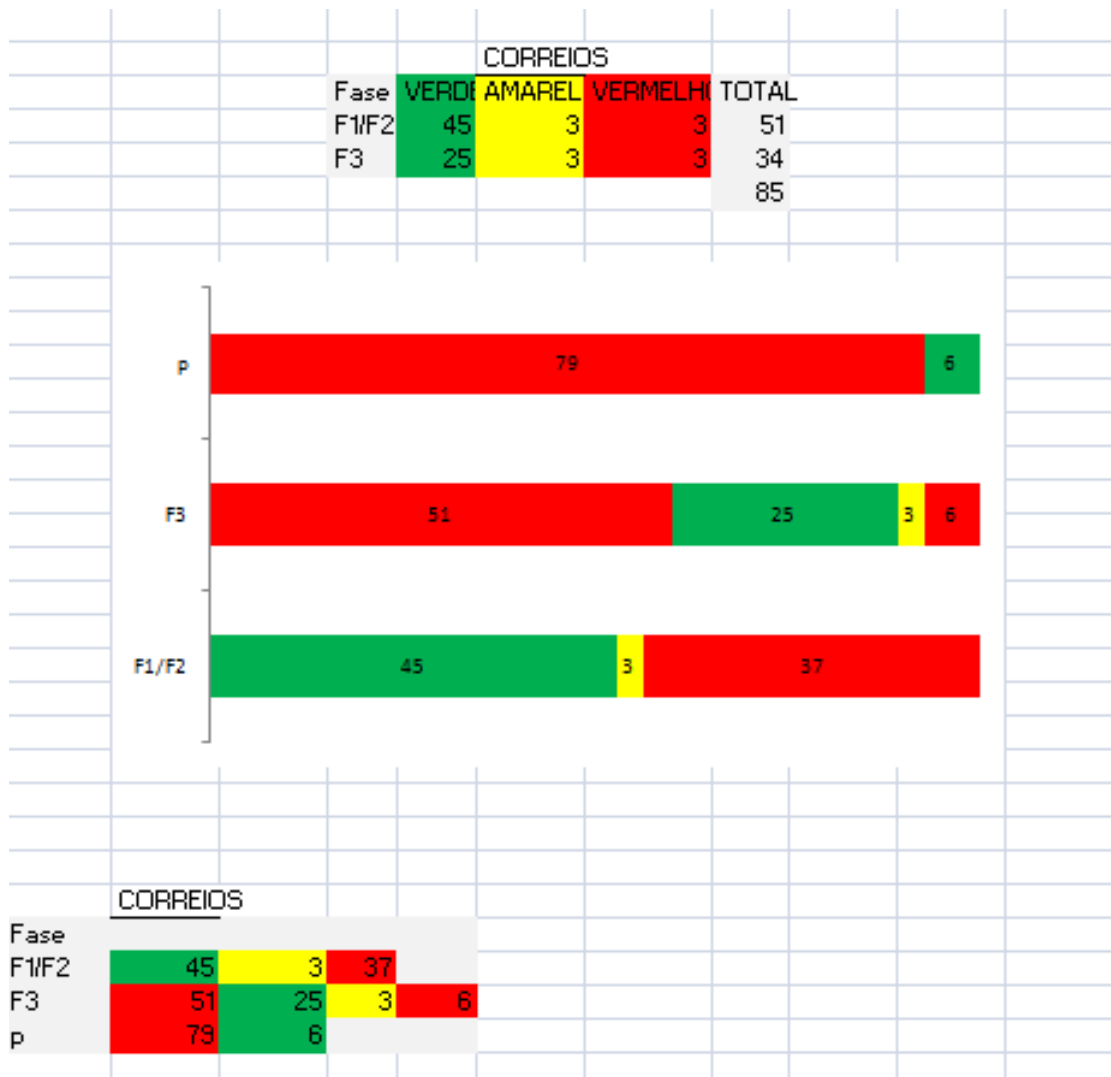 CORREIOS
Fase VERDE AMAREL VERMELHO TOTAL
F1/F2 45 3 3 51
F3 25 3 3 34
85
P 79 6
F3 51 25 3 6
F1/F2 45 3 37
CORREIOS
Fase
F1/F2 45 3 37
F3 51 25 3 6
p 79 6